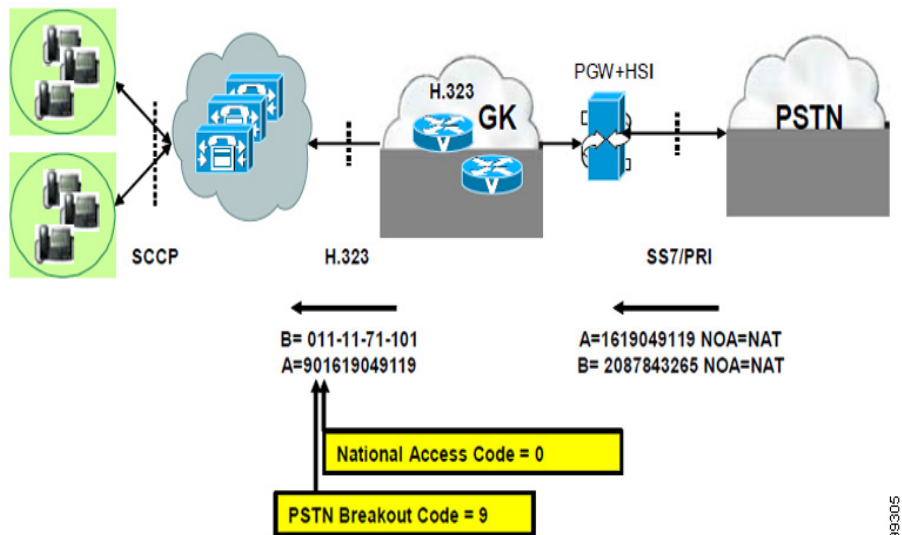 PGW+HSI
H.323
GK
PSTN
V
V
SCCP
H.323
SS7/PRI
B= 011-11-71-101
A=901619049119
A=1619049119 NOA=NAT
B= 2087843265 NOA=NAT
National Access Code = 0
PSTN Breakout Code = 9